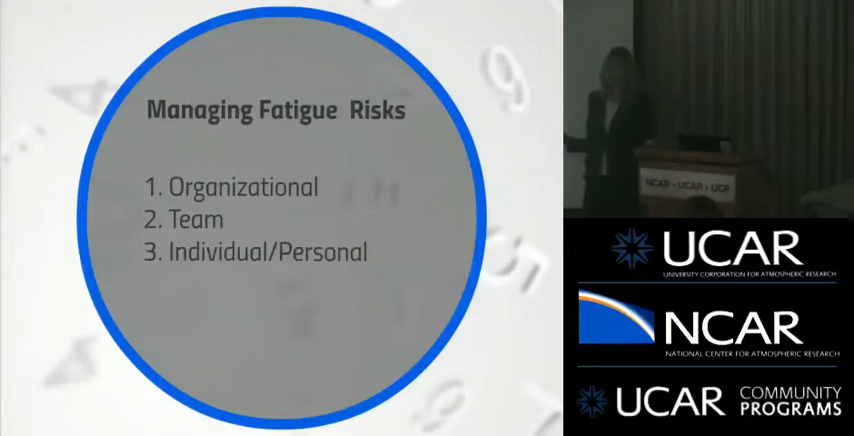 Managing Fatigue Risks
1. Organizational
2. Team
3. Individual/Personal
NCAR • UCAR • UCP
UCAR
UNIVERSITY CORPORATION FOR ATMOSPHERIC RESEARCH
NCAR
NATIONAL CENTER FOR ATMOSPHERIC RESEARCH
UCAR COMMUNITY PROGRAMS